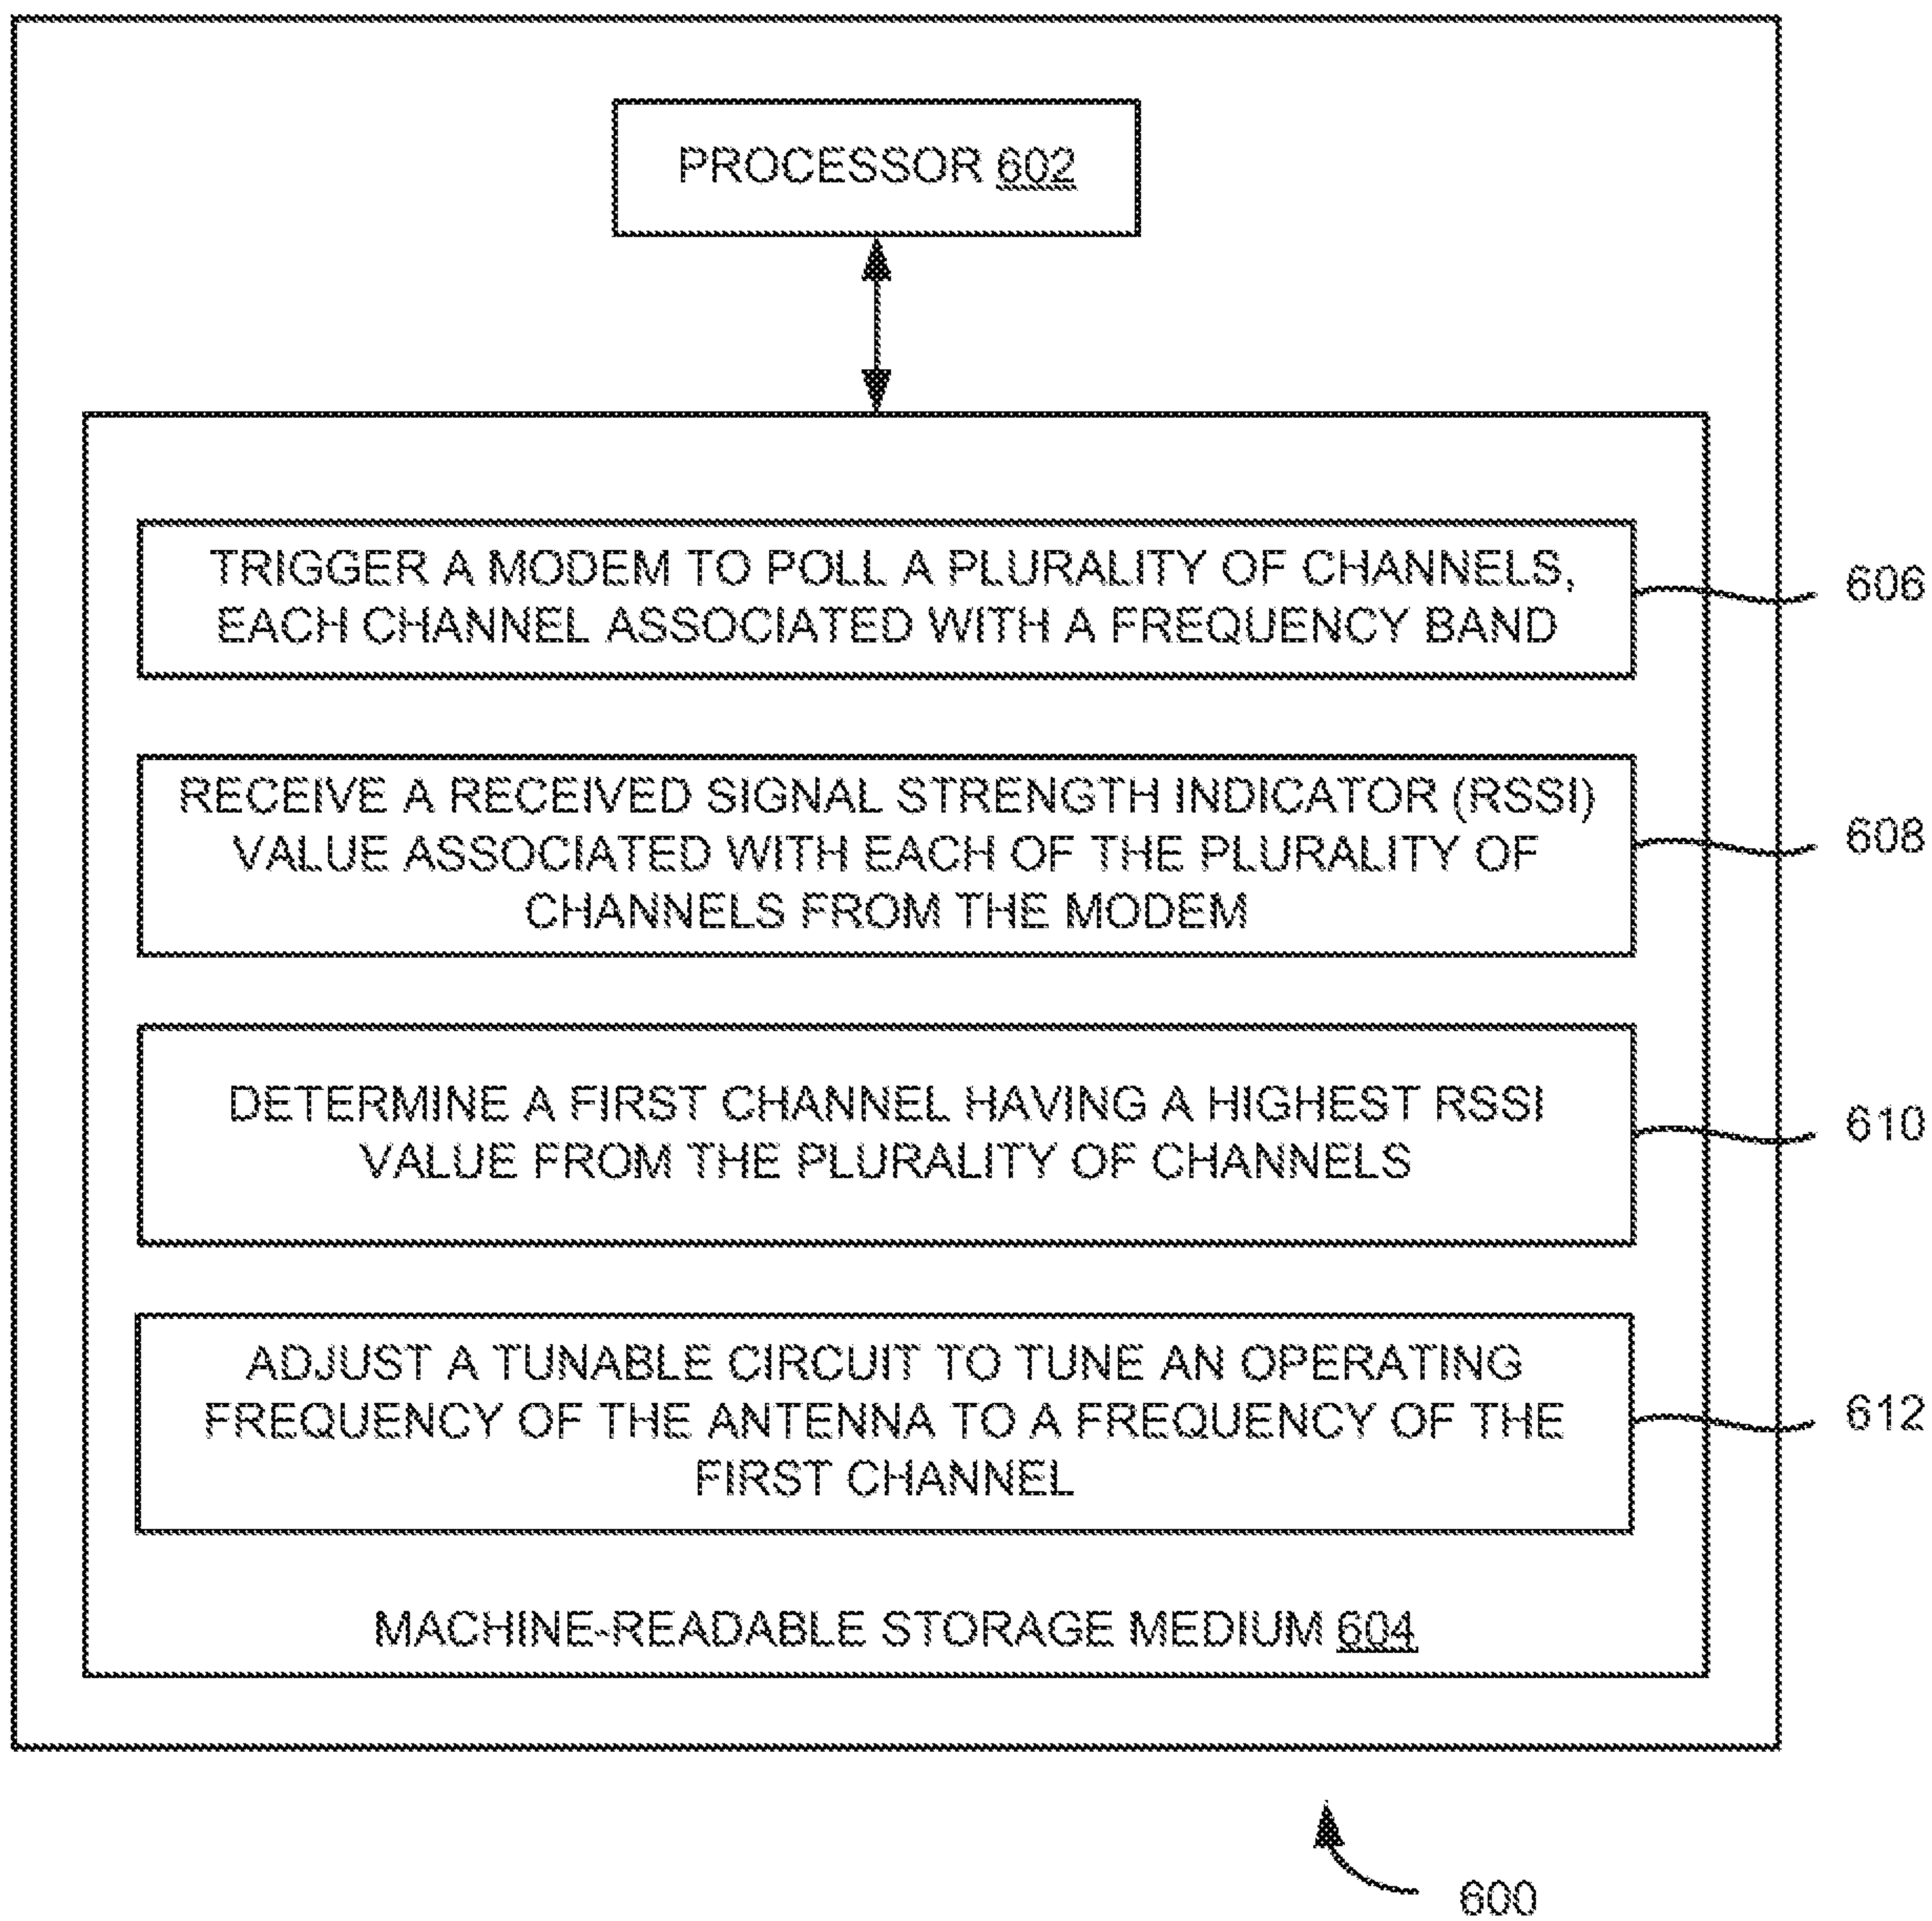 PROCESSOR 602
TRIGGER A MODEM TO POLL A PLURALITY OF CHANNELS,
EACH CHANNEL ASSOCIATED WITH A FREQUENCY BAND
606
RECEIVE A RECEIVED SIGNAL STRENGTH INDICATOR (RSSI)
VALUE ASSOCIATED WITH EACH OF THE PLURALITY OF
CHANNELS FROM THE MODEM
608
DETERMINE A FIRST CHANNEL HAVING A HIGHEST RSSI
VALUE FROM THE PLURALITY OF CHANNELS
610
ADJUST A TUNABLE CIRCUIT TO TUNE AN OPERATING
FREQUENCY OF THE ANTENNA TO A FREQUENCY OF THE
FIRST CHANNEL
612
MACHINE-READABLE STORAGE MEDIUM 604
600